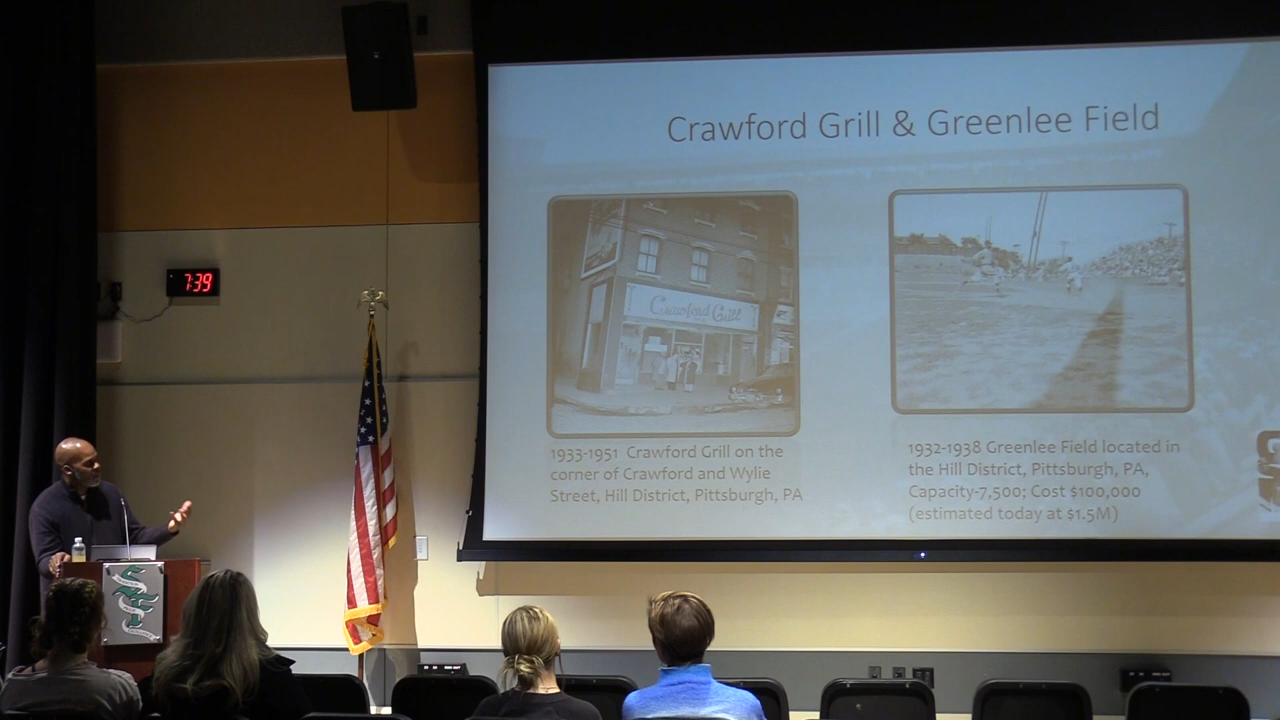 Crawford Grill & Greenlee Field
7:39
Crawford Grill
1933-1951 Crawford Grill on the
corner of Crawford and Wylie
Street, Hill District, Pittsburgh, PA
1932-1938 Greenlee Field located in
the Hill District, Pittsburgh, PA,
Capacity-7,500; Cost $100,000
(estimated today at $1.5M)